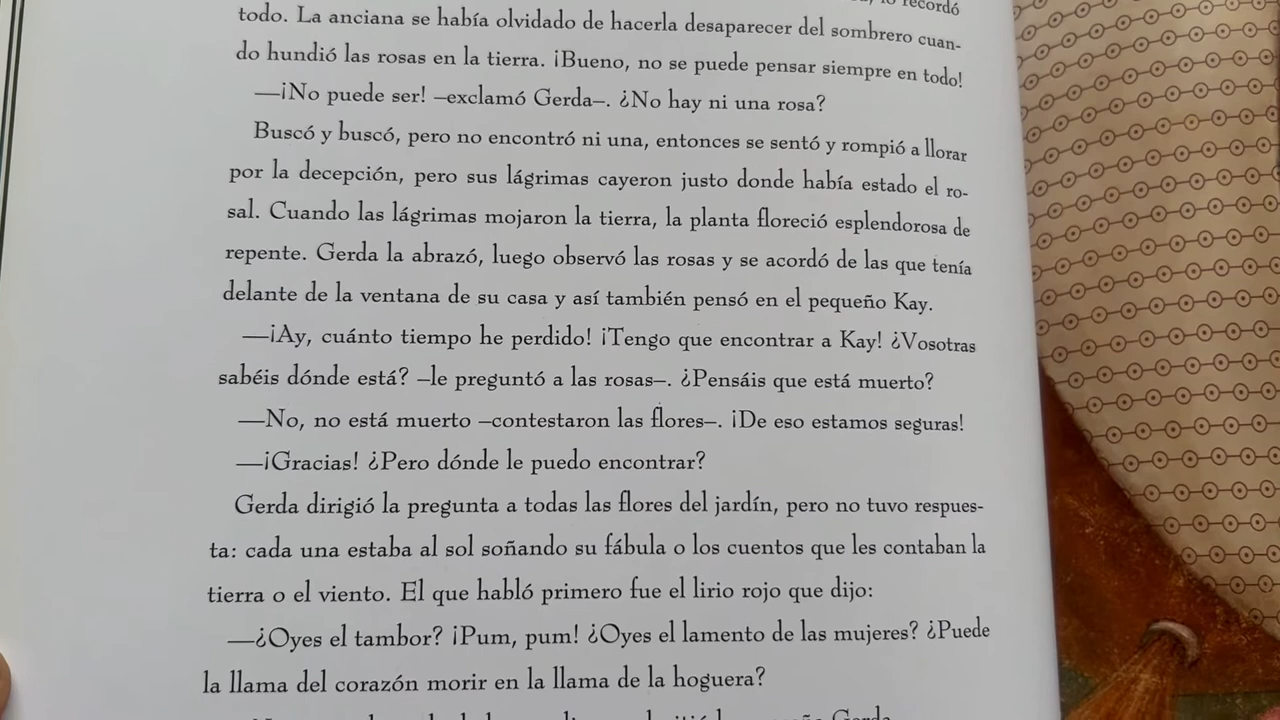 lo recordó
todo. La anciana se había olvidado de hacerla desaparecer del sombrero cuan-
do hundió las rosas en la tierra. ¡Bueno, no se puede pensar siempre en todo!
—¡No puede ser! –exclamó Gerda–. ¿No hay ni una rosa?
Buscó y buscó, pero no encontró ni una, entonces se sentó y rompió a llorar
por la decepción, pero sus lágrimas cayeron justo donde había estado el ro-
sal. Cuando las lágrimas mojaron la tierra, la planta floreció esplendorosa de
repente. Gerda la abrazó, luego observó las rosas y se acordó de las que tenía
delante de la ventana de su casa y así también pensó en el pequeño Kay.
—¡Ay, cuánto tiempo he perdido! ¡Tengo que encontrar a Kay! ¿Vosotras
sabéis dónde está? –le preguntó a las rosas–. ¿Pensáis que está muerto?
—No, no está muerto –contestaron las flores–. ¡De eso estamos seguras!
—¡Gracias! ¿Pero dónde le puedo encontrar?
Gerda dirigió la pregunta a todas las flores del jardín, pero no tuvo respues-
ta: cada una estaba al sol soñando su fábula o los cuentos que les contaban la
tierra o el viento. El que habló primero fue el lirio rojo que dijo:
—¿Oyes el tambor? ¡Pum, pum! ¿Oyes el lamento de las mujeres? ¿Puede
la llama del corazón morir en la llama de la hoguera?
Gerda